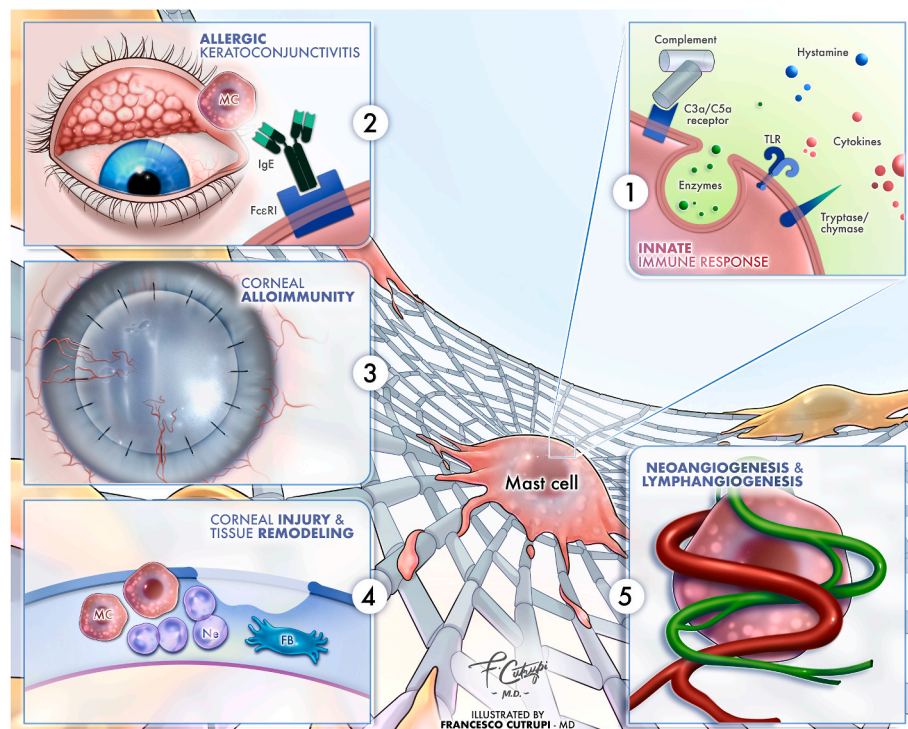 ALLERGIC
KERATOCONJUNCTIVITIS
MC
IgE
FcεRI
2
Complement
Hystamine
C3a/C5a
receptor
TLR
Cytokines
Enzymes
1
Tryptase/
chymase
INNATE
IMMUNE RESPONSE
CORNEAL
ALLOIMMUNITY
3
Mast cell
CORNEAL INJURY &
TISSUE REMODELING
MC
Ne
FB
4
NEOANGIOGENESIS &
LYMPHANGIOGENESIS
5
F. Cutrupi
- M.D. -
ILLUSTRATED BY
FRANCESCO CUTRUPI - MD